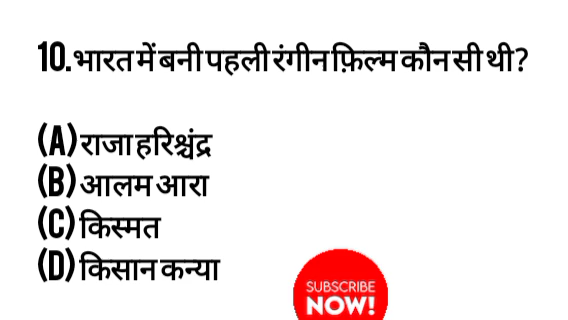 10.भारत में बनी पहली रंगीन फ़िल्म कौन सी थी?
(A) राजा हरिश्चंद्र
(B) आलम आरा
(C) किस्मत
(D) किसान कन्या
SUBSCRIBE
NOW!